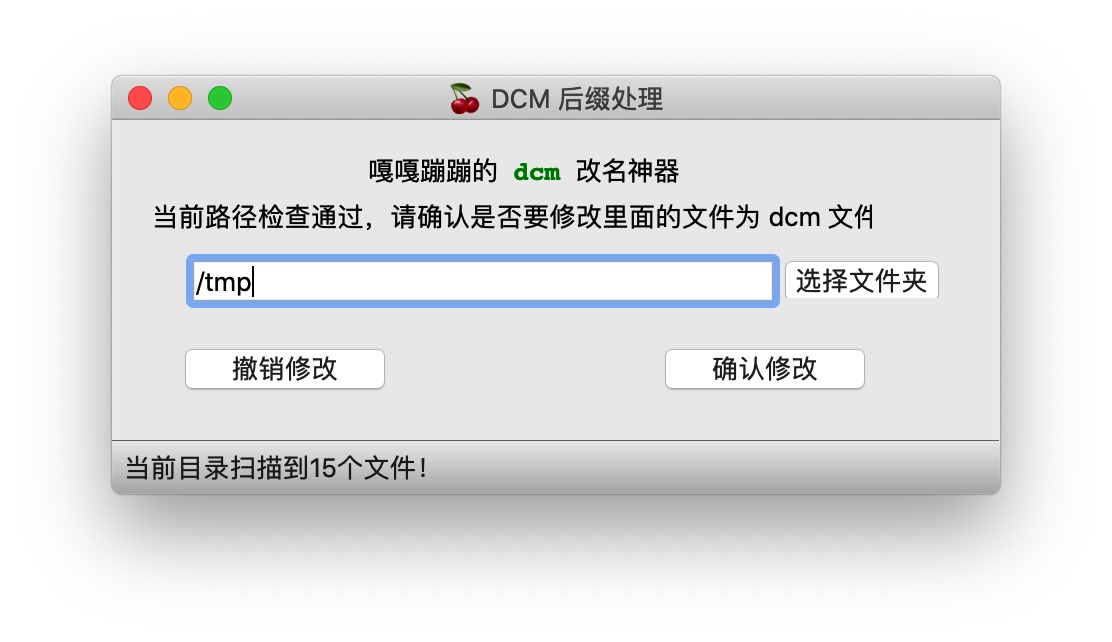 DCM 后缀处理
嘎嘎蹦蹦的 dcm 改名神器
当前路径检查通过，请确认是否要修改里面的文件为 dcm 文件
/tmp
选择文件夹
撤销修改
确认修改
当前目录扫描到15个文件！